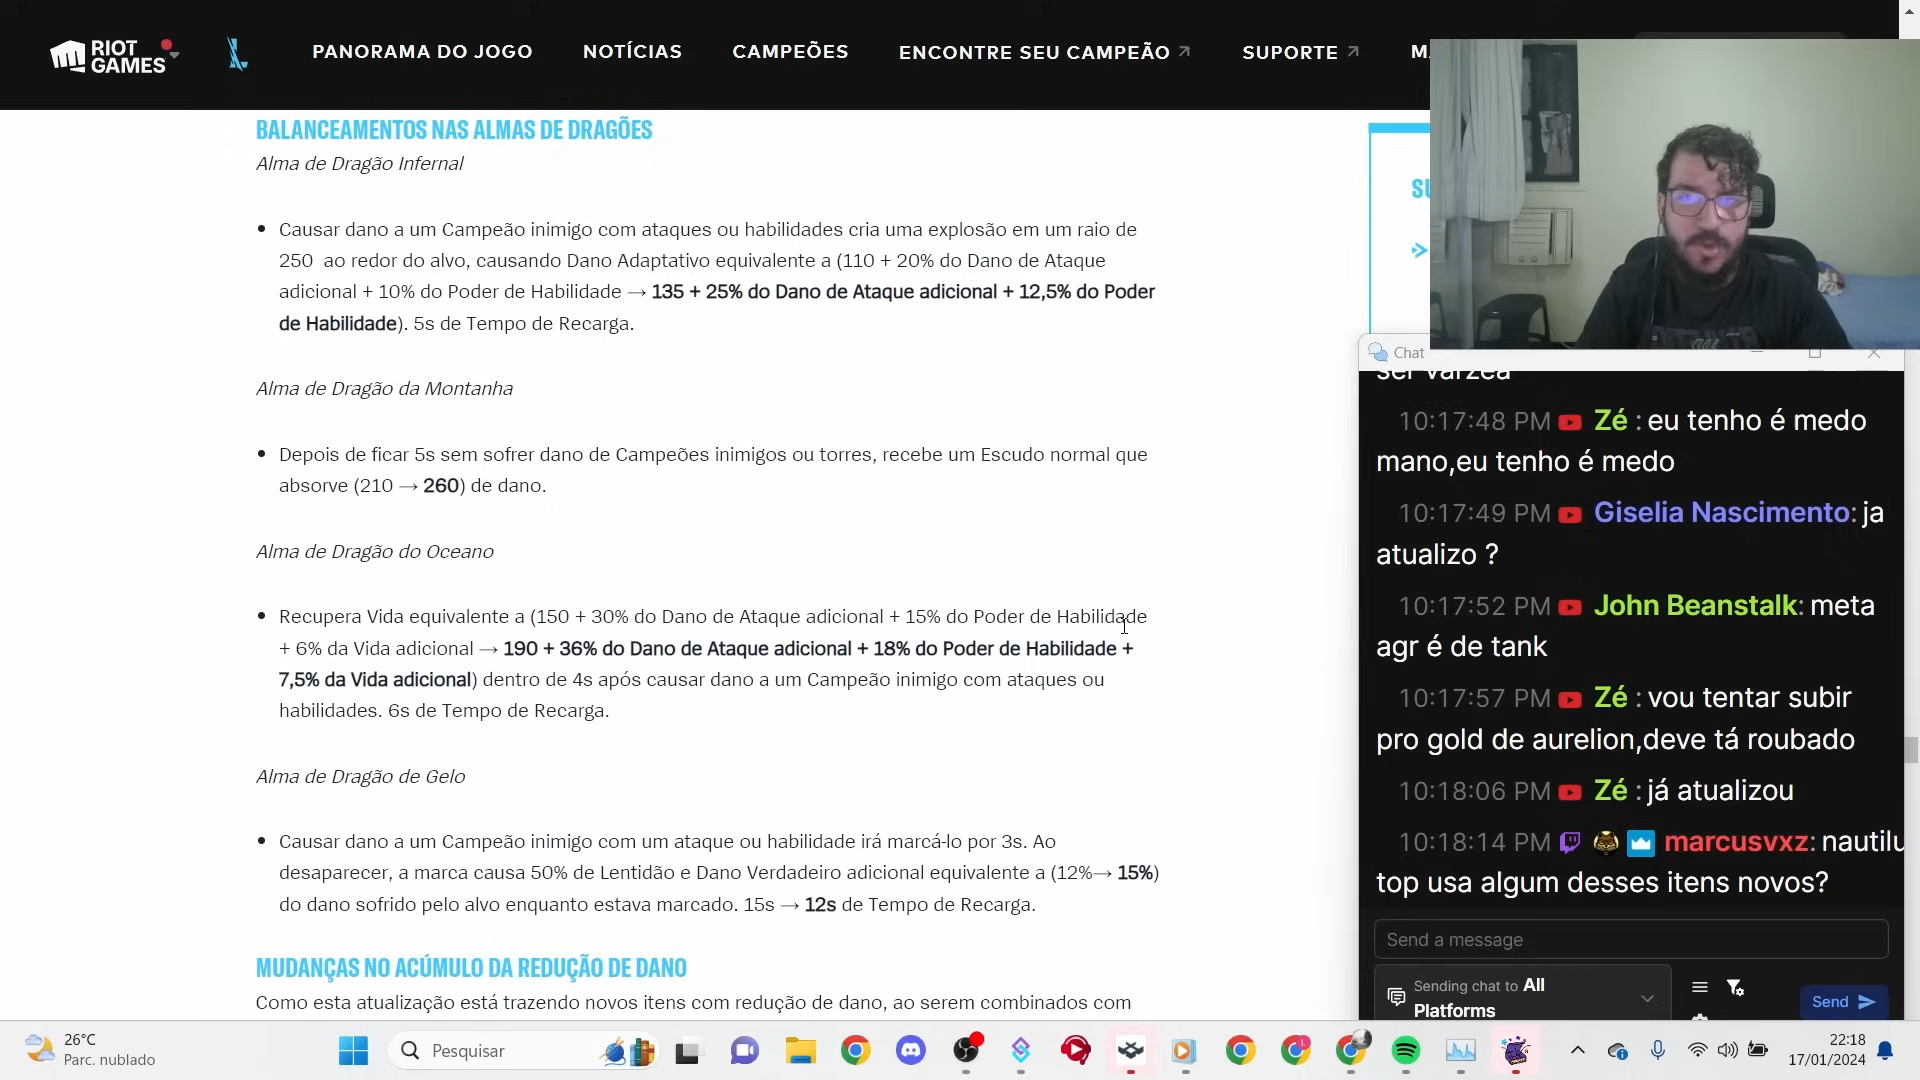 RIOT GAMES
PANORAMA DO JOGO
NOTÍCIAS
CAMPEÕES
ENCONTRE SEU CAMPEÃO
SUPORTE
BALANCEAMENTOS NAS ALMAS DE DRAGÕES
Alma de Dragão Infernal
Causar dano a um Campeão inimigo com ataques ou habilidades cria uma explosão em um raio de
250 ao redor do alvo, causando Dano Adaptativo equivalente a (110 + 20% do Dano de Ataque
adicional + 10% do Poder de Habilidade → 135 + 25% do Dano de Ataque adicional + 12,5% do Poder
de Habilidade). 5s de Tempo de Recarga.
Alma de Dragão da Montanha
Depois de ficar 5s sem sofrer dano de Campeões inimigos ou torres, recebe um Escudo normal que
absorve (210 → 260) de dano.
Alma de Dragão do Oceano
Recupera Vida equivalente a (150 + 30% do Dano de Ataque adicional + 15% do Poder de Habilidade
+ 6% da Vida adicional → 190 + 36% do Dano de Ataque adicional + 18% do Poder de Habilidade +
7,5% da Vida adicional) dentro de 4s após causar dano a um Campeão inimigo com ataques ou
habilidades. 6s de Tempo de Recarga.
Alma de Dragão de Gelo
Causar dano a um Campeão inimigo com um ataque ou habilidade irá marcá-lo por 3s. Ao
desaparecer, a marca causa 50% de Lentidão e Dano Verdadeiro adicional equivalente a (12%→ 15%)
do dano sofrido pelo alvo enquanto estava marcado. 15s → 12s de Tempo de Recarga.
MUDANÇAS NO ACÚMULO DA REDUÇÃO DE DANO
Como esta atualização está trazendo novos itens com redução de dano, ao serem combinados com
Chat
ser varzea
10:17:48 PM Zé : eu tenho é medo
mano,eu tenho é medo
10:17:49 PM Giselia Nascimento: ja
atualizo ?
10:17:52 PM John Beanstalk: meta
agr é de tank
10:17:57 PM Zé : vou tentar subir
pro gold de aurelion,deve tá roubado
10:18:06 PM Zé : já atualizou
10:18:14 PM marcusvxz: nautilu
top usa algum desses itens novos?
Send a message
Sending chat to All
Platforms
Send
26°C
Parc. nublado
Pesquisar
22:18
17/01/2024